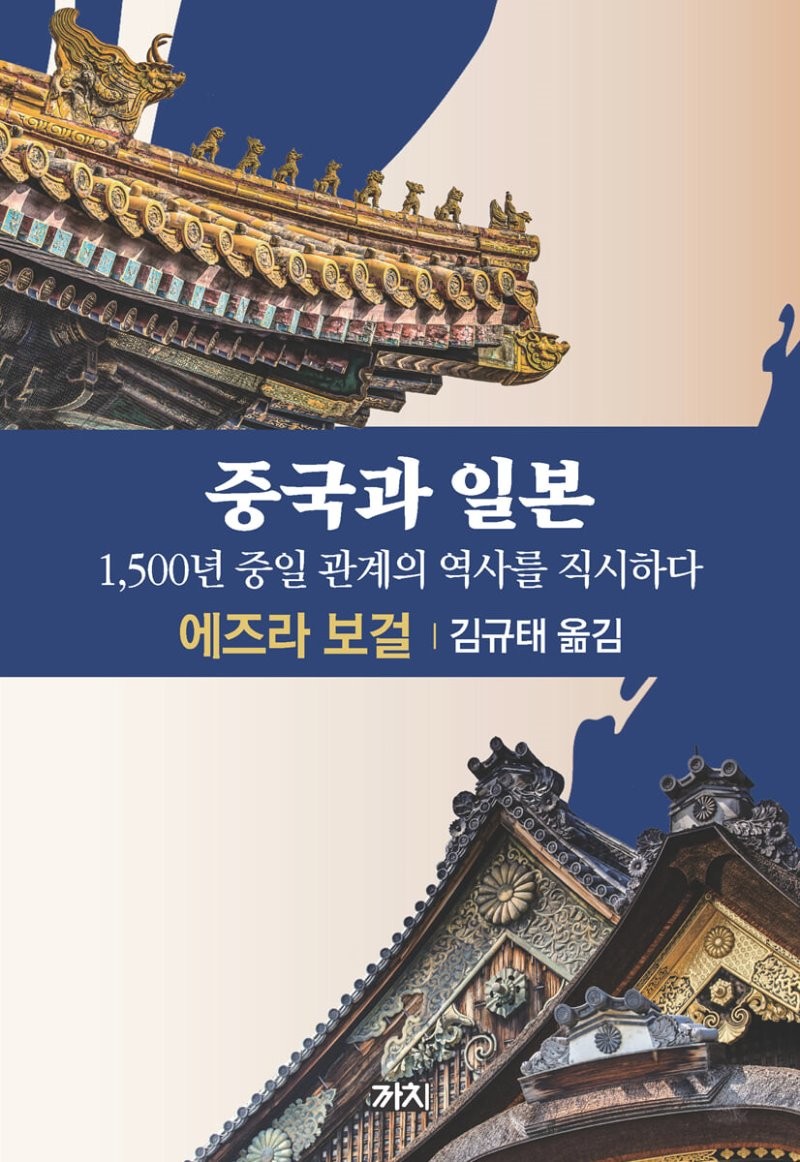 중국과 일본
1,500년 중일 관계의 역사를 직시하다
에즈라 보걸 | 김규태 옮김
까치